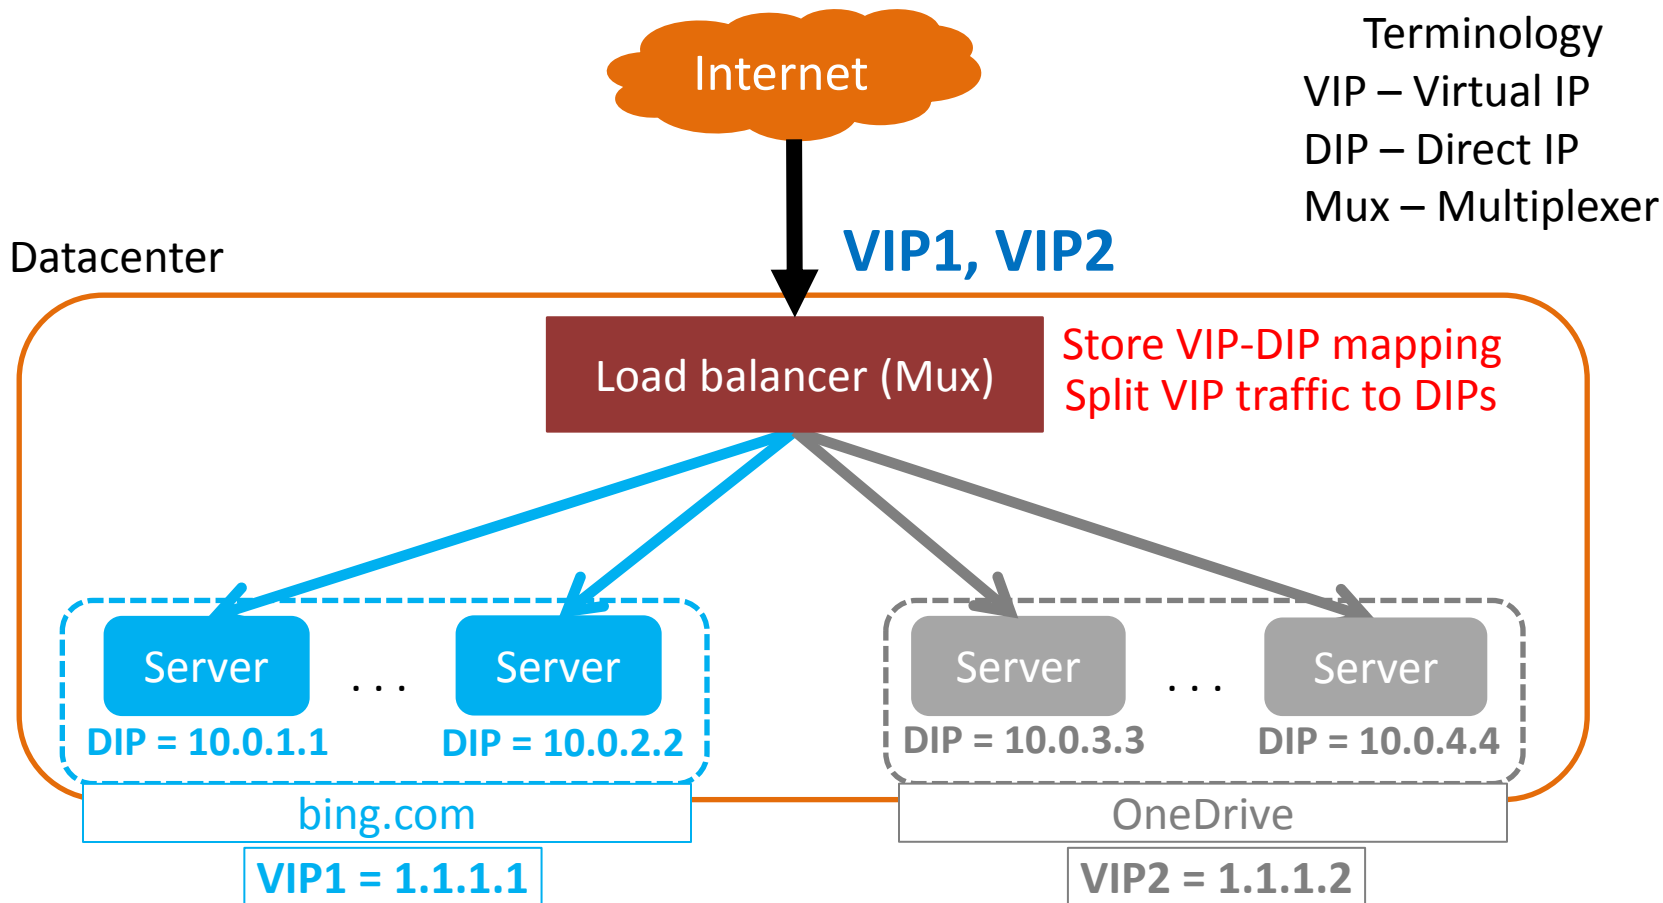 Internet
Terminology
VIP – Virtual IP
DIP – Direct IP
Mux – Multiplexer
Datacenter
VIP1, VIP2
Load balancer (Mux)
Store VIP-DIP mapping
Split VIP traffic to DIPs
Server
. . .
Server
Server
. . .
Server
DIP = 10.0.1.1
DIP = 10.0.2.2
DIP = 10.0.3.3
DIP = 10.0.4.4
bing.com
OneDrive
VIP1 = 1.1.1.1
VIP2 = 1.1.1.2